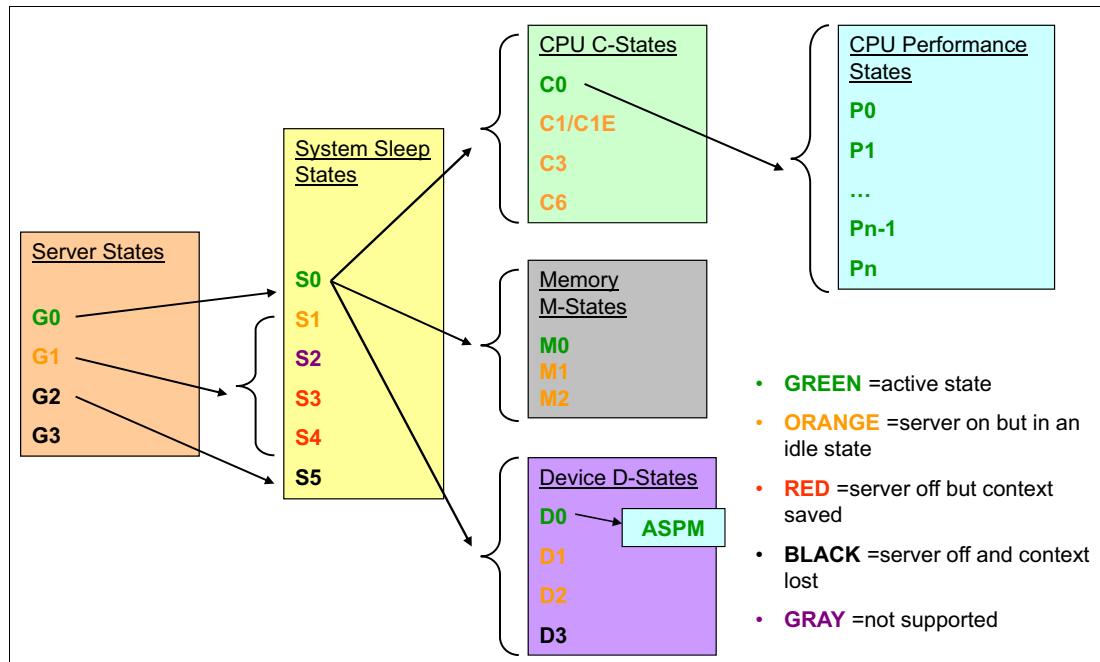 Server States
G0
G1
G2
G3
System Sleep
States
S0
S1
S2
S3
S4
S5
CPU C-States
C0
C1/C1E
C3
C6
CPU Performance
States
P0
P1
...
Pn-1
Pn
Memory
M-States
M0
M1
M2
Device D-States
D0
ASPM
D1
D2
D3
• GREEN =active state
• ORANGE =server on but in an
idle state
• RED =server off but context
saved
• BLACK =server off and context
lost
• GRAY =not supported